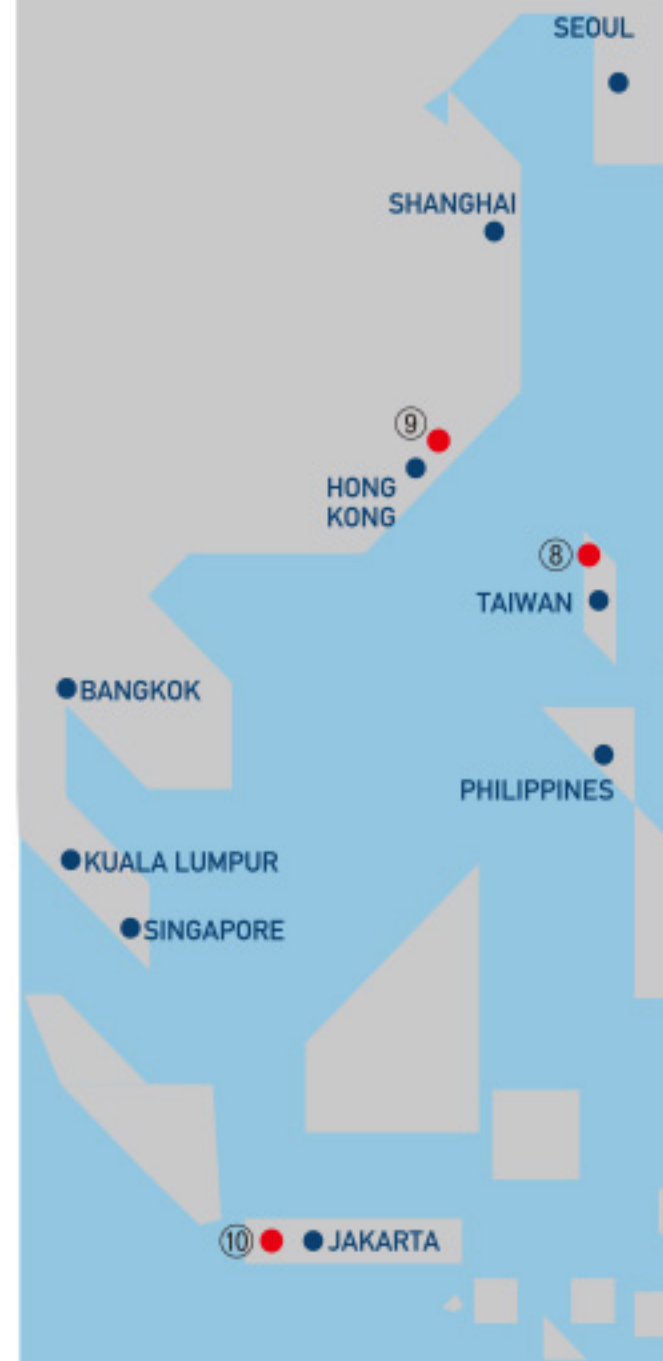 SEOUL
SHANGHAI
⑨
HONG
KONG
⑧
TAIWAN
BANGKOK
PHILIPPINES
KUALA LUMPUR
SINGAPORE
⑩
JAKARTA